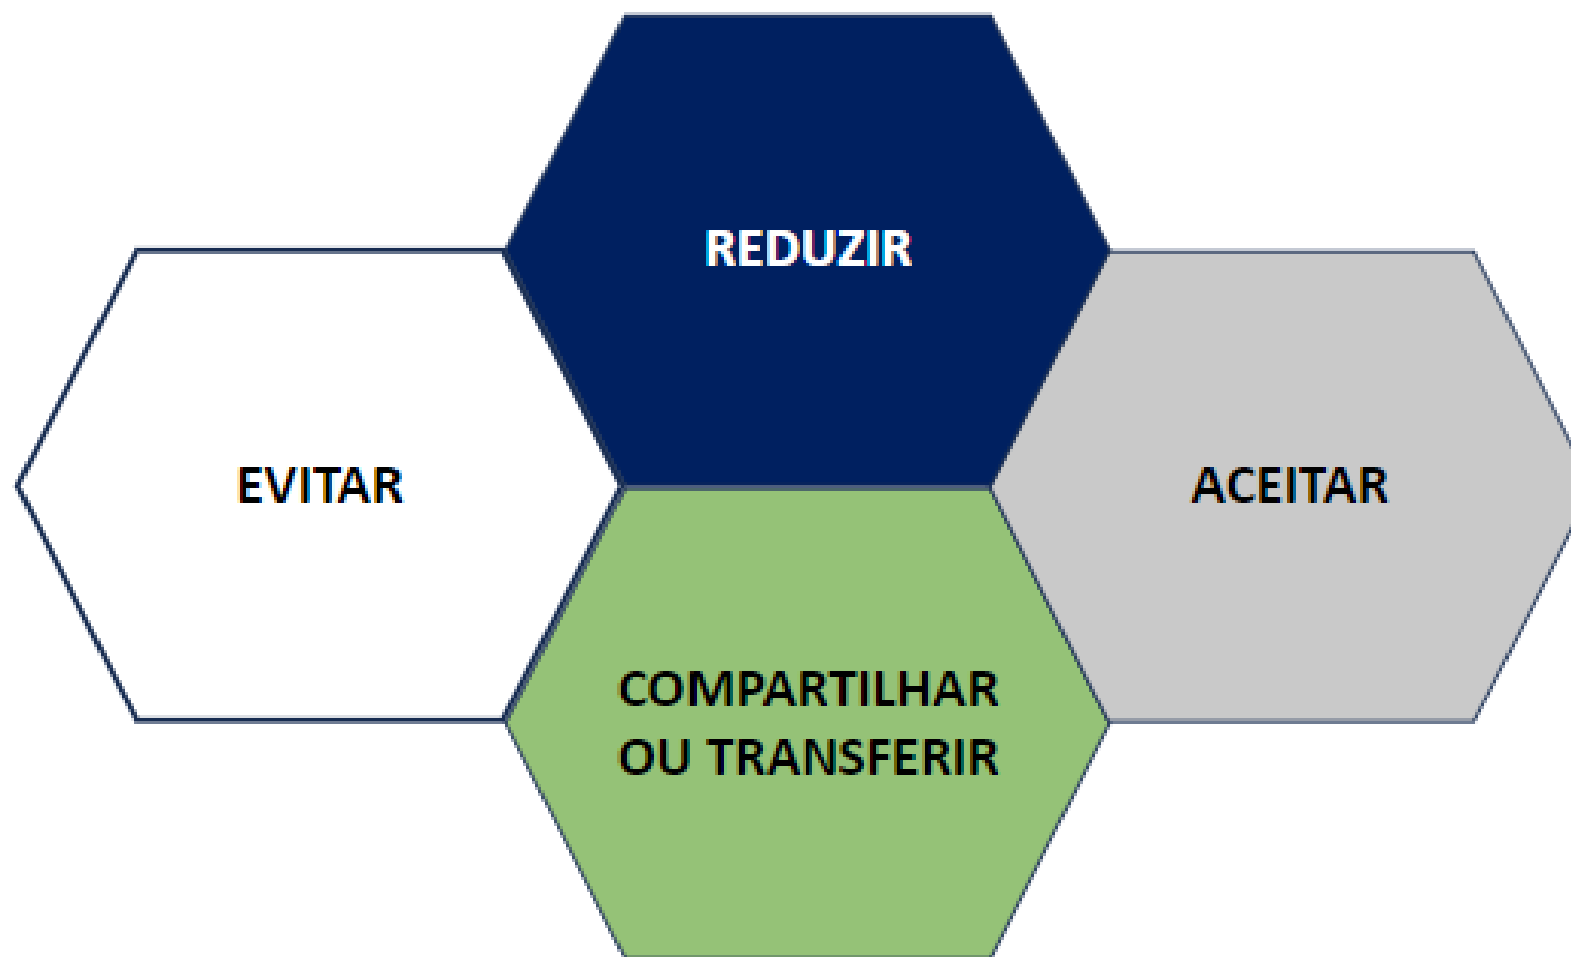 REDUZIR
EVITAR
ACEITAR
COMPARTILHAR
OU TRANSFERIR